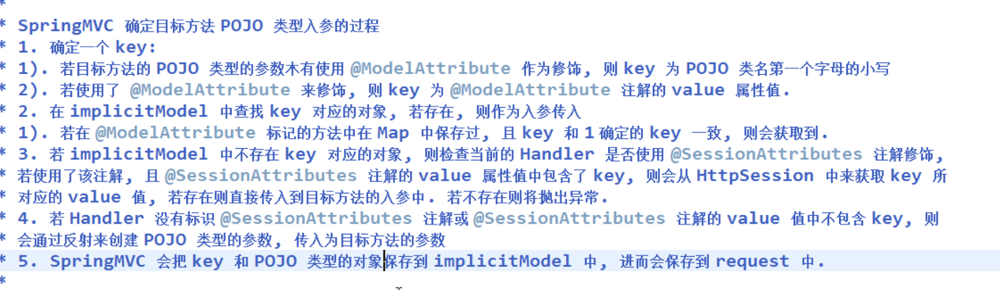 *
* SpringMVC 确定目标方法 POJO 类型入参的过程
* 1. 确定一个 key:
* 1). 若目标方法的 POJO 类型的参数木有使用 @ModelAttribute 作为修饰, 则 key 为 POJO 类名第一个字母的小写
* 2). 若使用了 @ModelAttribute 来修饰, 则 key 为 @ModelAttribute 注解的 value 属性值.
* 2. 在 implicitModel 中查找 key 对应的对象, 若存在, 则作为入参传入
* 1). 若在 @ModelAttribute 标记的方法中在 Map 中保存过, 且 key 和 1 确定的 key 一致, 则会获取到.
* 3. 若 implicitModel 中不存在 key 对应的对象, 则检查当前的 Handler 是否使用 @SessionAttributes 注解修饰,
* 若使用了该注解, 且 @SessionAttributes 注解的 value 属性值中包含了 key, 则会从 HttpSession 中来获取 key 所
* 对应的 value 值, 若存在则直接传入到目标方法的入参中. 若不存在则将抛出异常.
* 4. 若 Handler 没有标识 @SessionAttributes 注解或 @SessionAttributes 注解的 value 值中不包含 key, 则
* 会通过反射来创建 POJO 类型的参数, 传入为目标方法的参数
* 5. SpringMVC 会把 key 和 POJO 类型的对象保存到 implicitModel 中, 进而会保存到 request 中.
*